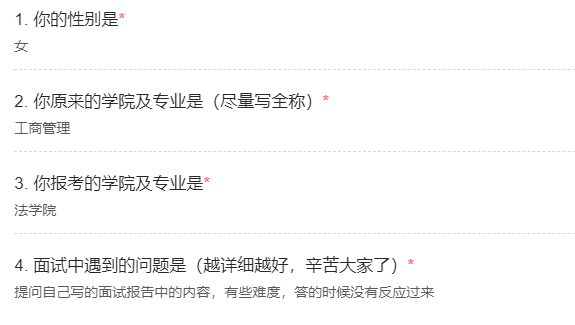 1. 你的性别是*
女
2. 你原来的学院及专业是（尽量写全称）*
工商管理
3. 你报考的学院及专业是*
法学院
4. 面试中遇到的问题是（越详细越好，辛苦大家了）*
提问自己写的面试报告中的内容，有些难度，答的时候没有反应过来